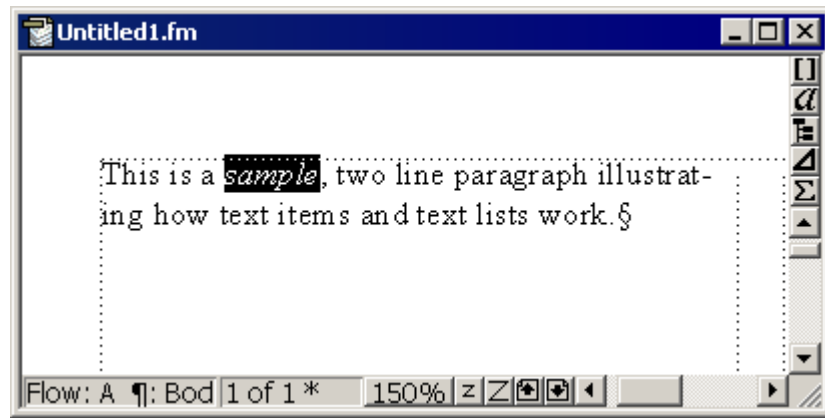 Untitled1.fm
This is a sample, two line paragraph illustrat-
ing how text items and text lists work.§
Flow: A ¶: Bod 1 of 1 * 150% z Z